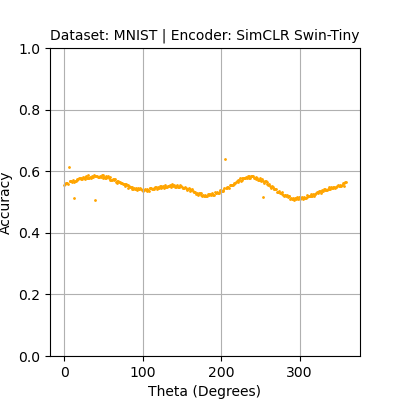 Dataset: MNIST | Encoder: SimCLR Swin-Tiny
1.0
0.8
0.6
0.4
0.2
0.0
Accuracy
0 100 200 300
Theta (Degrees)